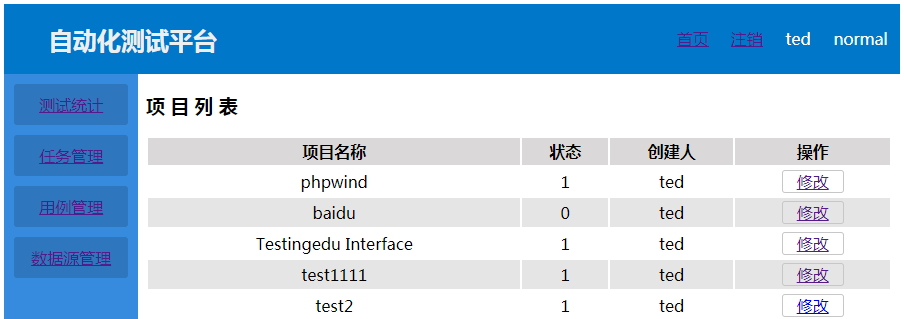 自动化测试平台 首页 注销 ted normal
测试统计
任务管理
用例管理
数据源管理
项目列表
项目名称 状态 创建人 操作
phpwind 1 ted 修改
baidu 0 ted 修改
Testingedu Interface 1 ted 修改
test1111 1 ted 修改
test2 1 ted 修改